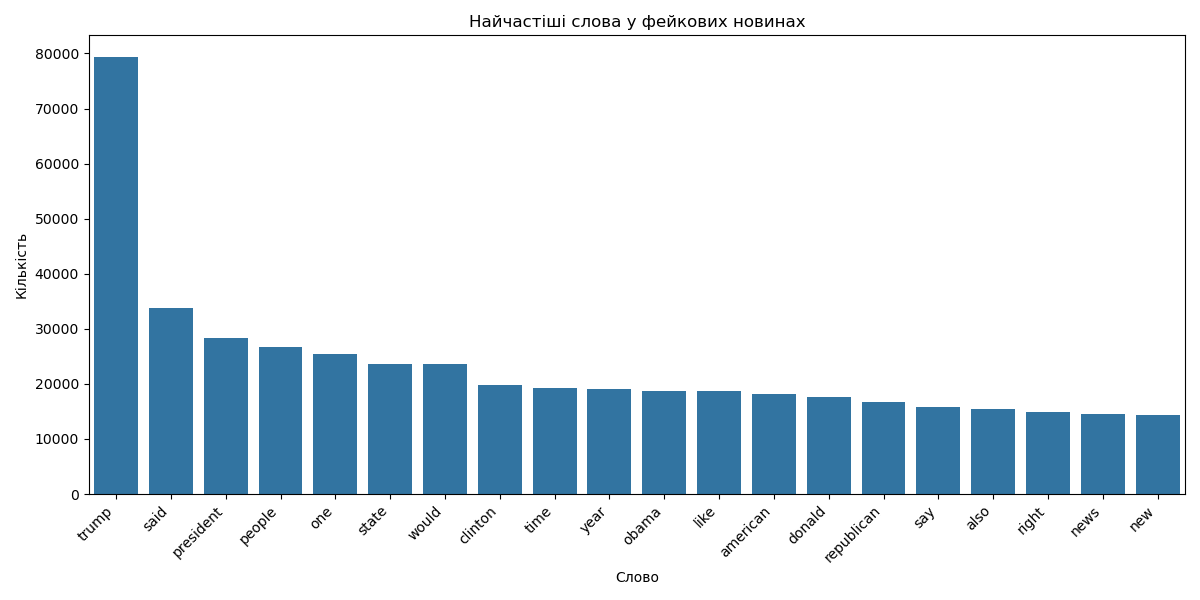 Найчастіші слова у фейкових новинах
Кількість
80000
70000
60000
50000
40000
30000
20000
10000
0
trump
said
president
people
one
state
would
clinton
time
year
obama
like
american
donald
republican
say
also
right
news
new
Слово